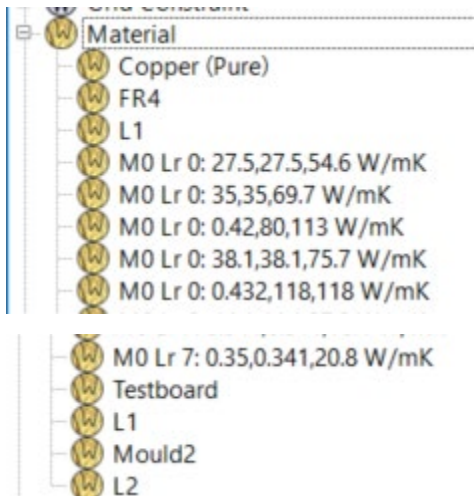 Grid Constraint
Material
Copper (Pure)
FR4
L1
M0 Lr 0: 27.5,27.5,54.6 W/mK
M0 Lr 0: 35,35,69.7 W/mK
M0 Lr 0: 0.42,80,113 W/mK
M0 Lr 0: 38.1,38.1,75.7 W/mK
M0 Lr 0: 0.432,118,118 W/mK
M0 Lr 7: 0.35,0.341,20.8 W/mK
Testboard
L1
Mould2
L2